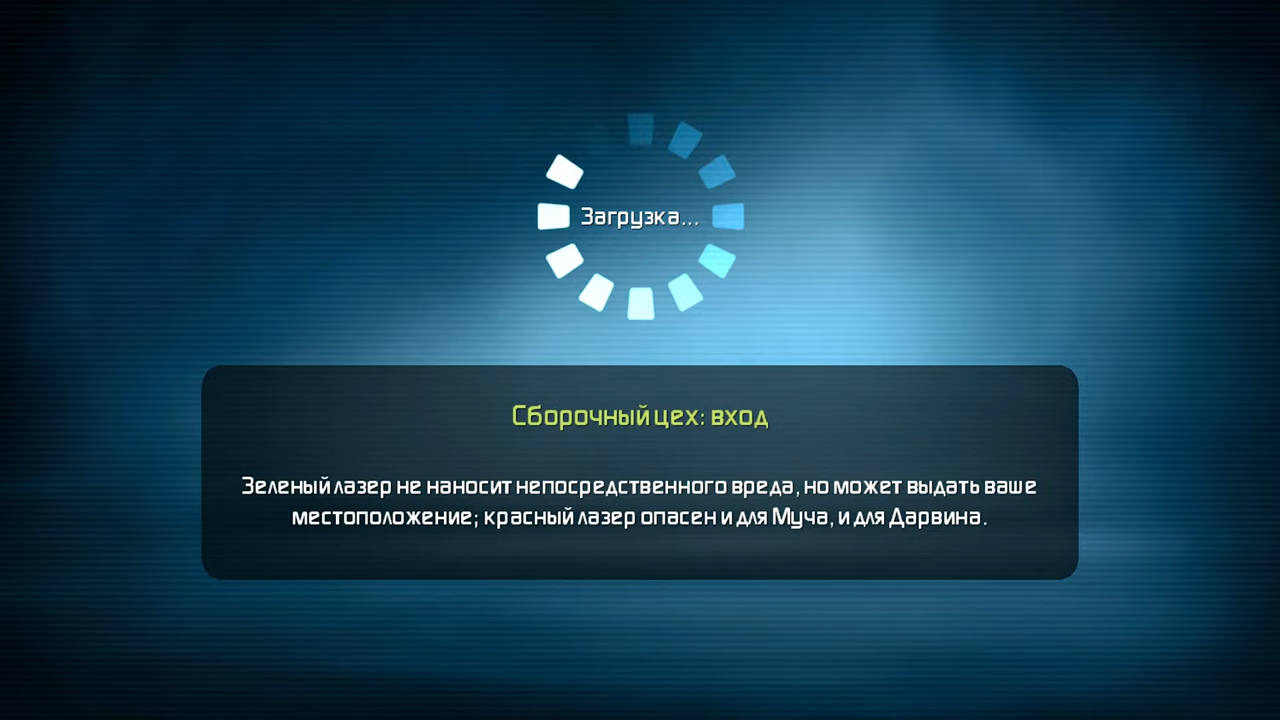 Загрузка...
Сборочный цех: вход
Зеленый лазер не наносит непосредственного вреда, но может выдать ваше
местоположение; красный лазер опасен и для Муча, и для Дарвина.